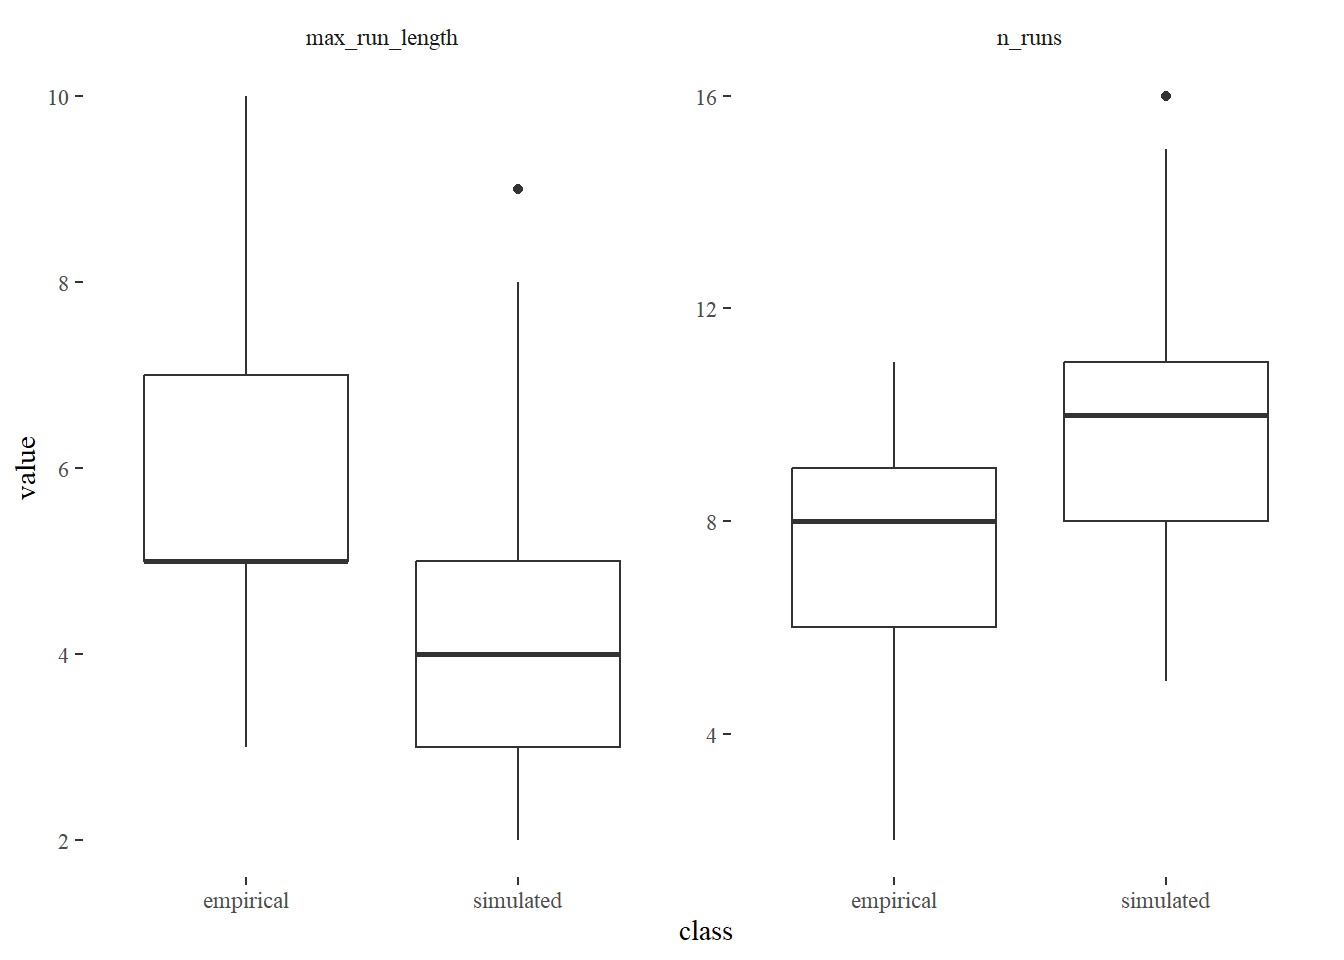 max_run_length
n_runs
value
10
8
6
4
2
16
12
8
4
empirical
simulated
empirical
simulated
class